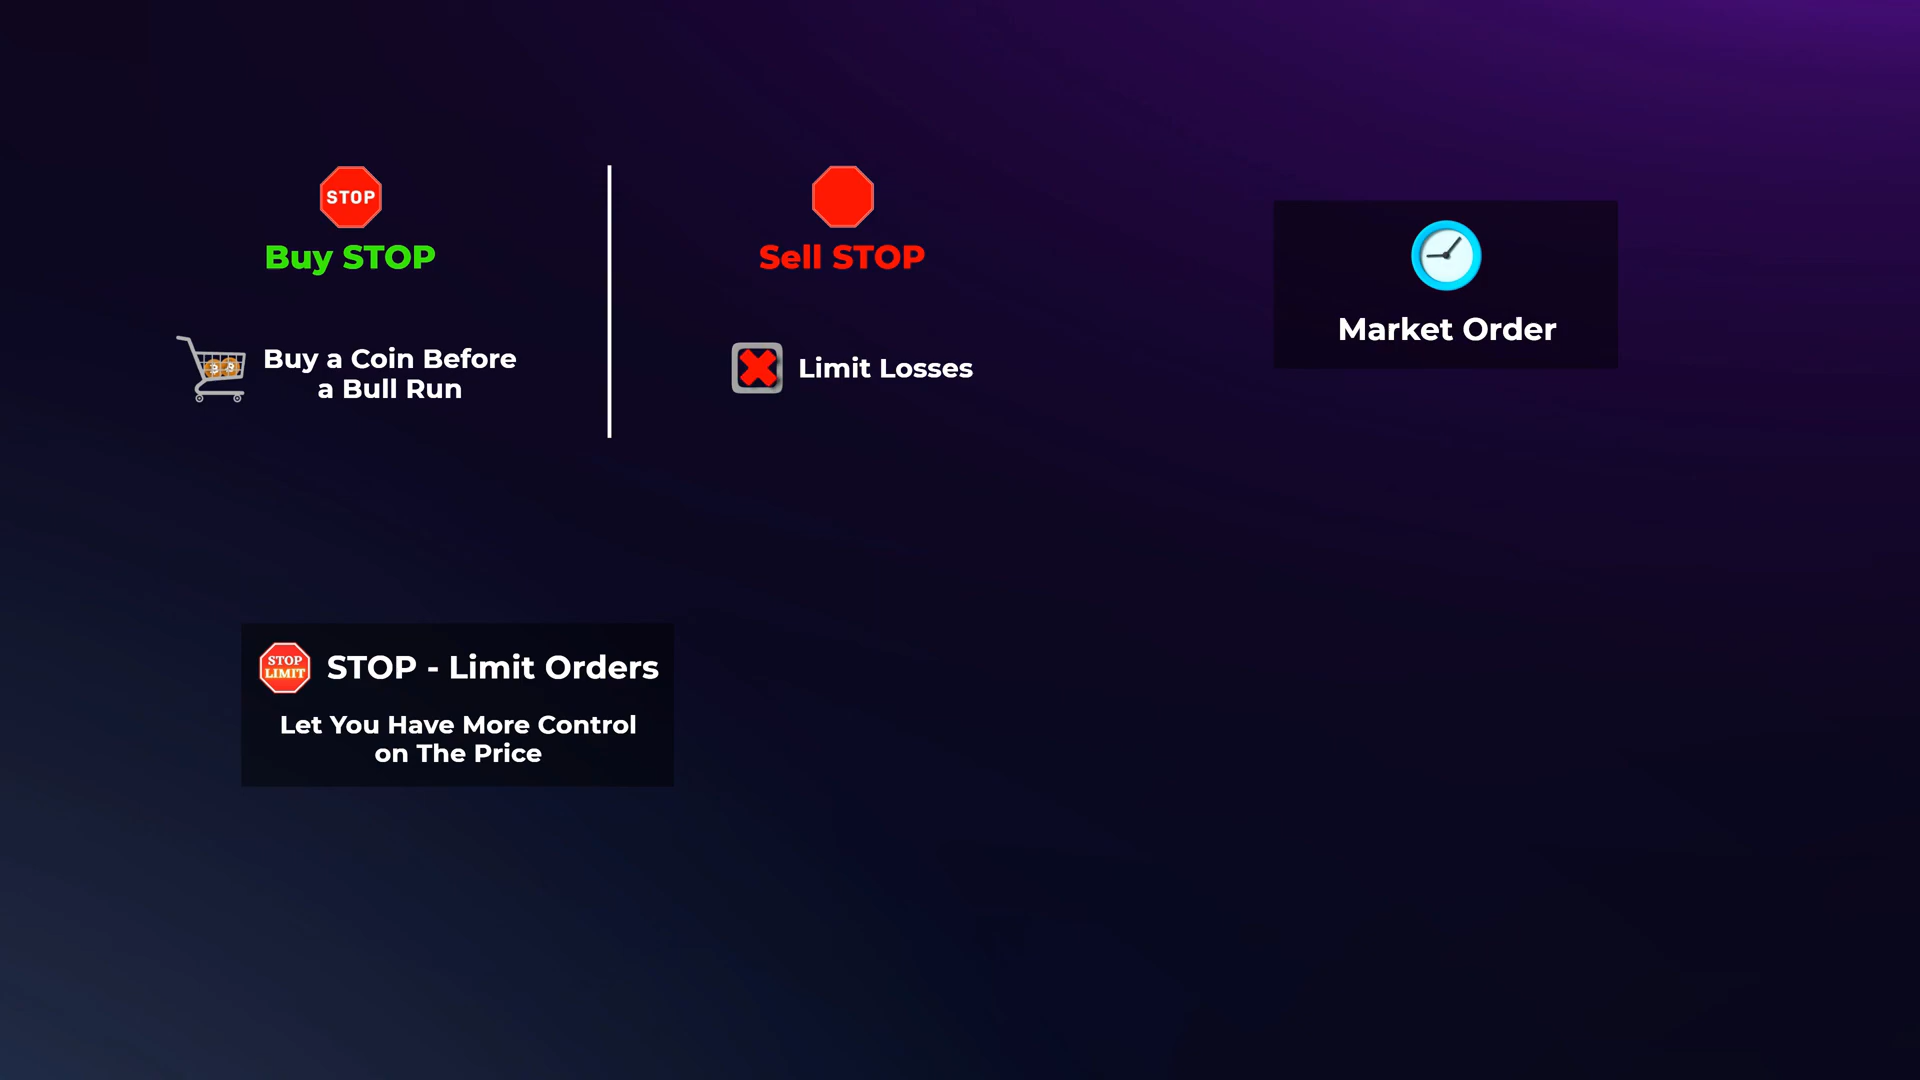 STOP
Buy STOP
Buy a Coin Before
a Bull Run
Sell STOP
Limit Losses
Market Order
STOP
LIMIT
STOP - Limit Orders
Let You Have More Control
on The Price